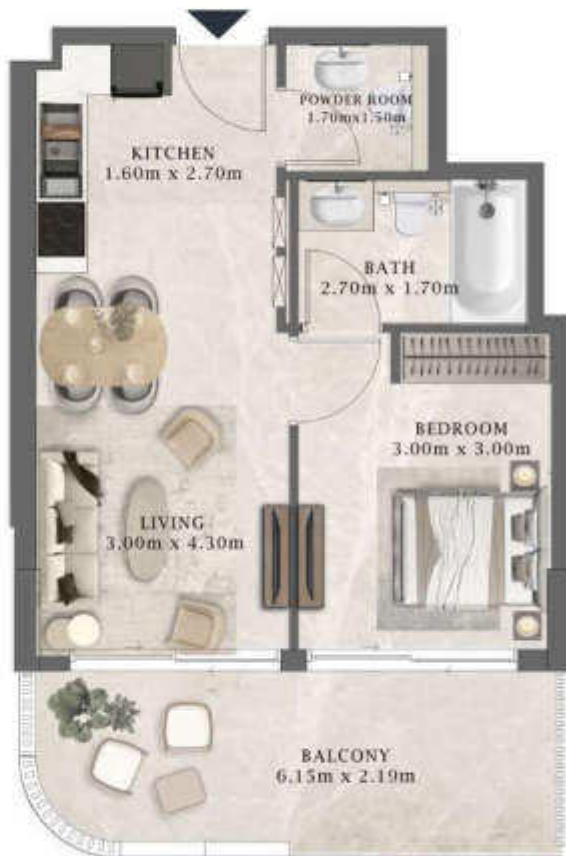 POWDER ROOM
1.70mx1.50m
KITCHEN
1.60m x 2.70m
BATH
2.70m x 1.70m
BEDROOM
3.00m x 3.00m
LIVING
3.00m x 4.30m
BALCONY
6.15m x 2.19m